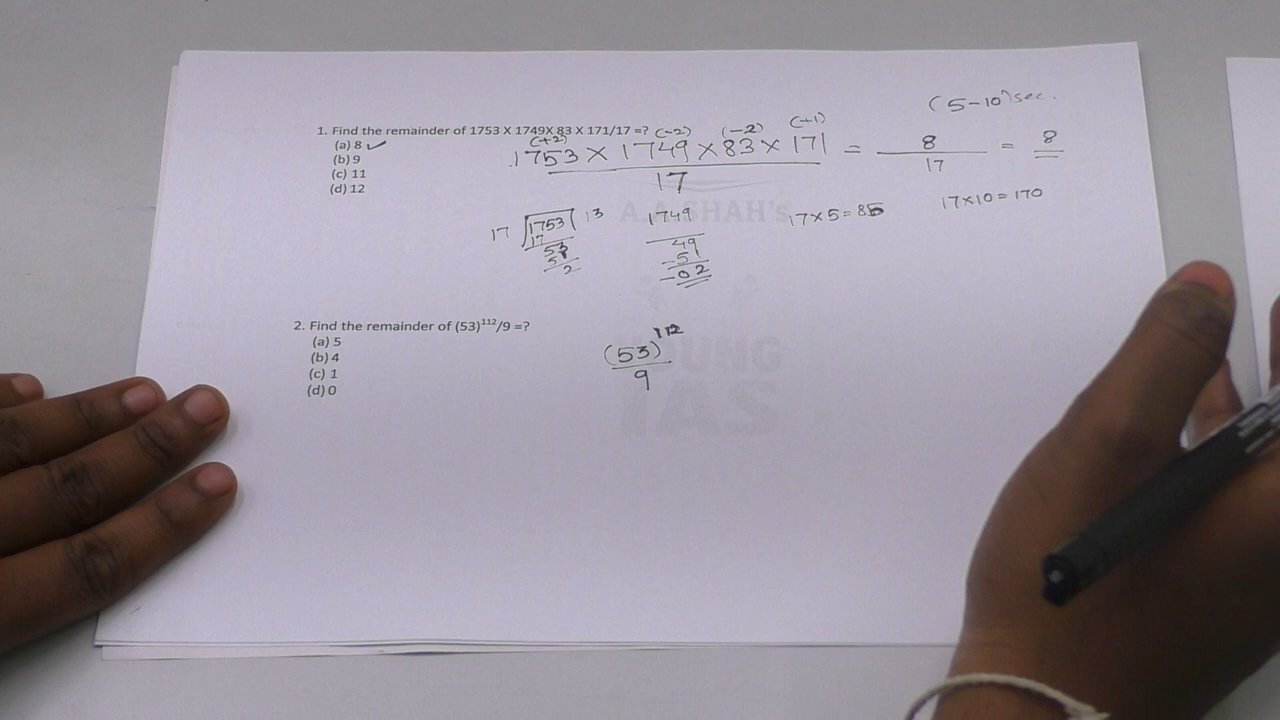 (5-10) sec.
1. Find the remainder of 1753 X 1749X 83 X 171/17 =?
(a) 8 ✓
(b) 9
(c) 11
(d) 12
(+2) (-2) (-2) (+1)
1753 × 1749 × 83 × 171 = 8 = 8
17 17
A.A SHAH's
17 1753 13
17
53
51
2
1749
49
-51
-02
17×5=85
17×10=170
2. Find the remainder of (53)¹¹²/9 =?
(a) 5
(b) 4
(c) 1
(d) 0
(53)¹¹²
9
YOUNG
IAS